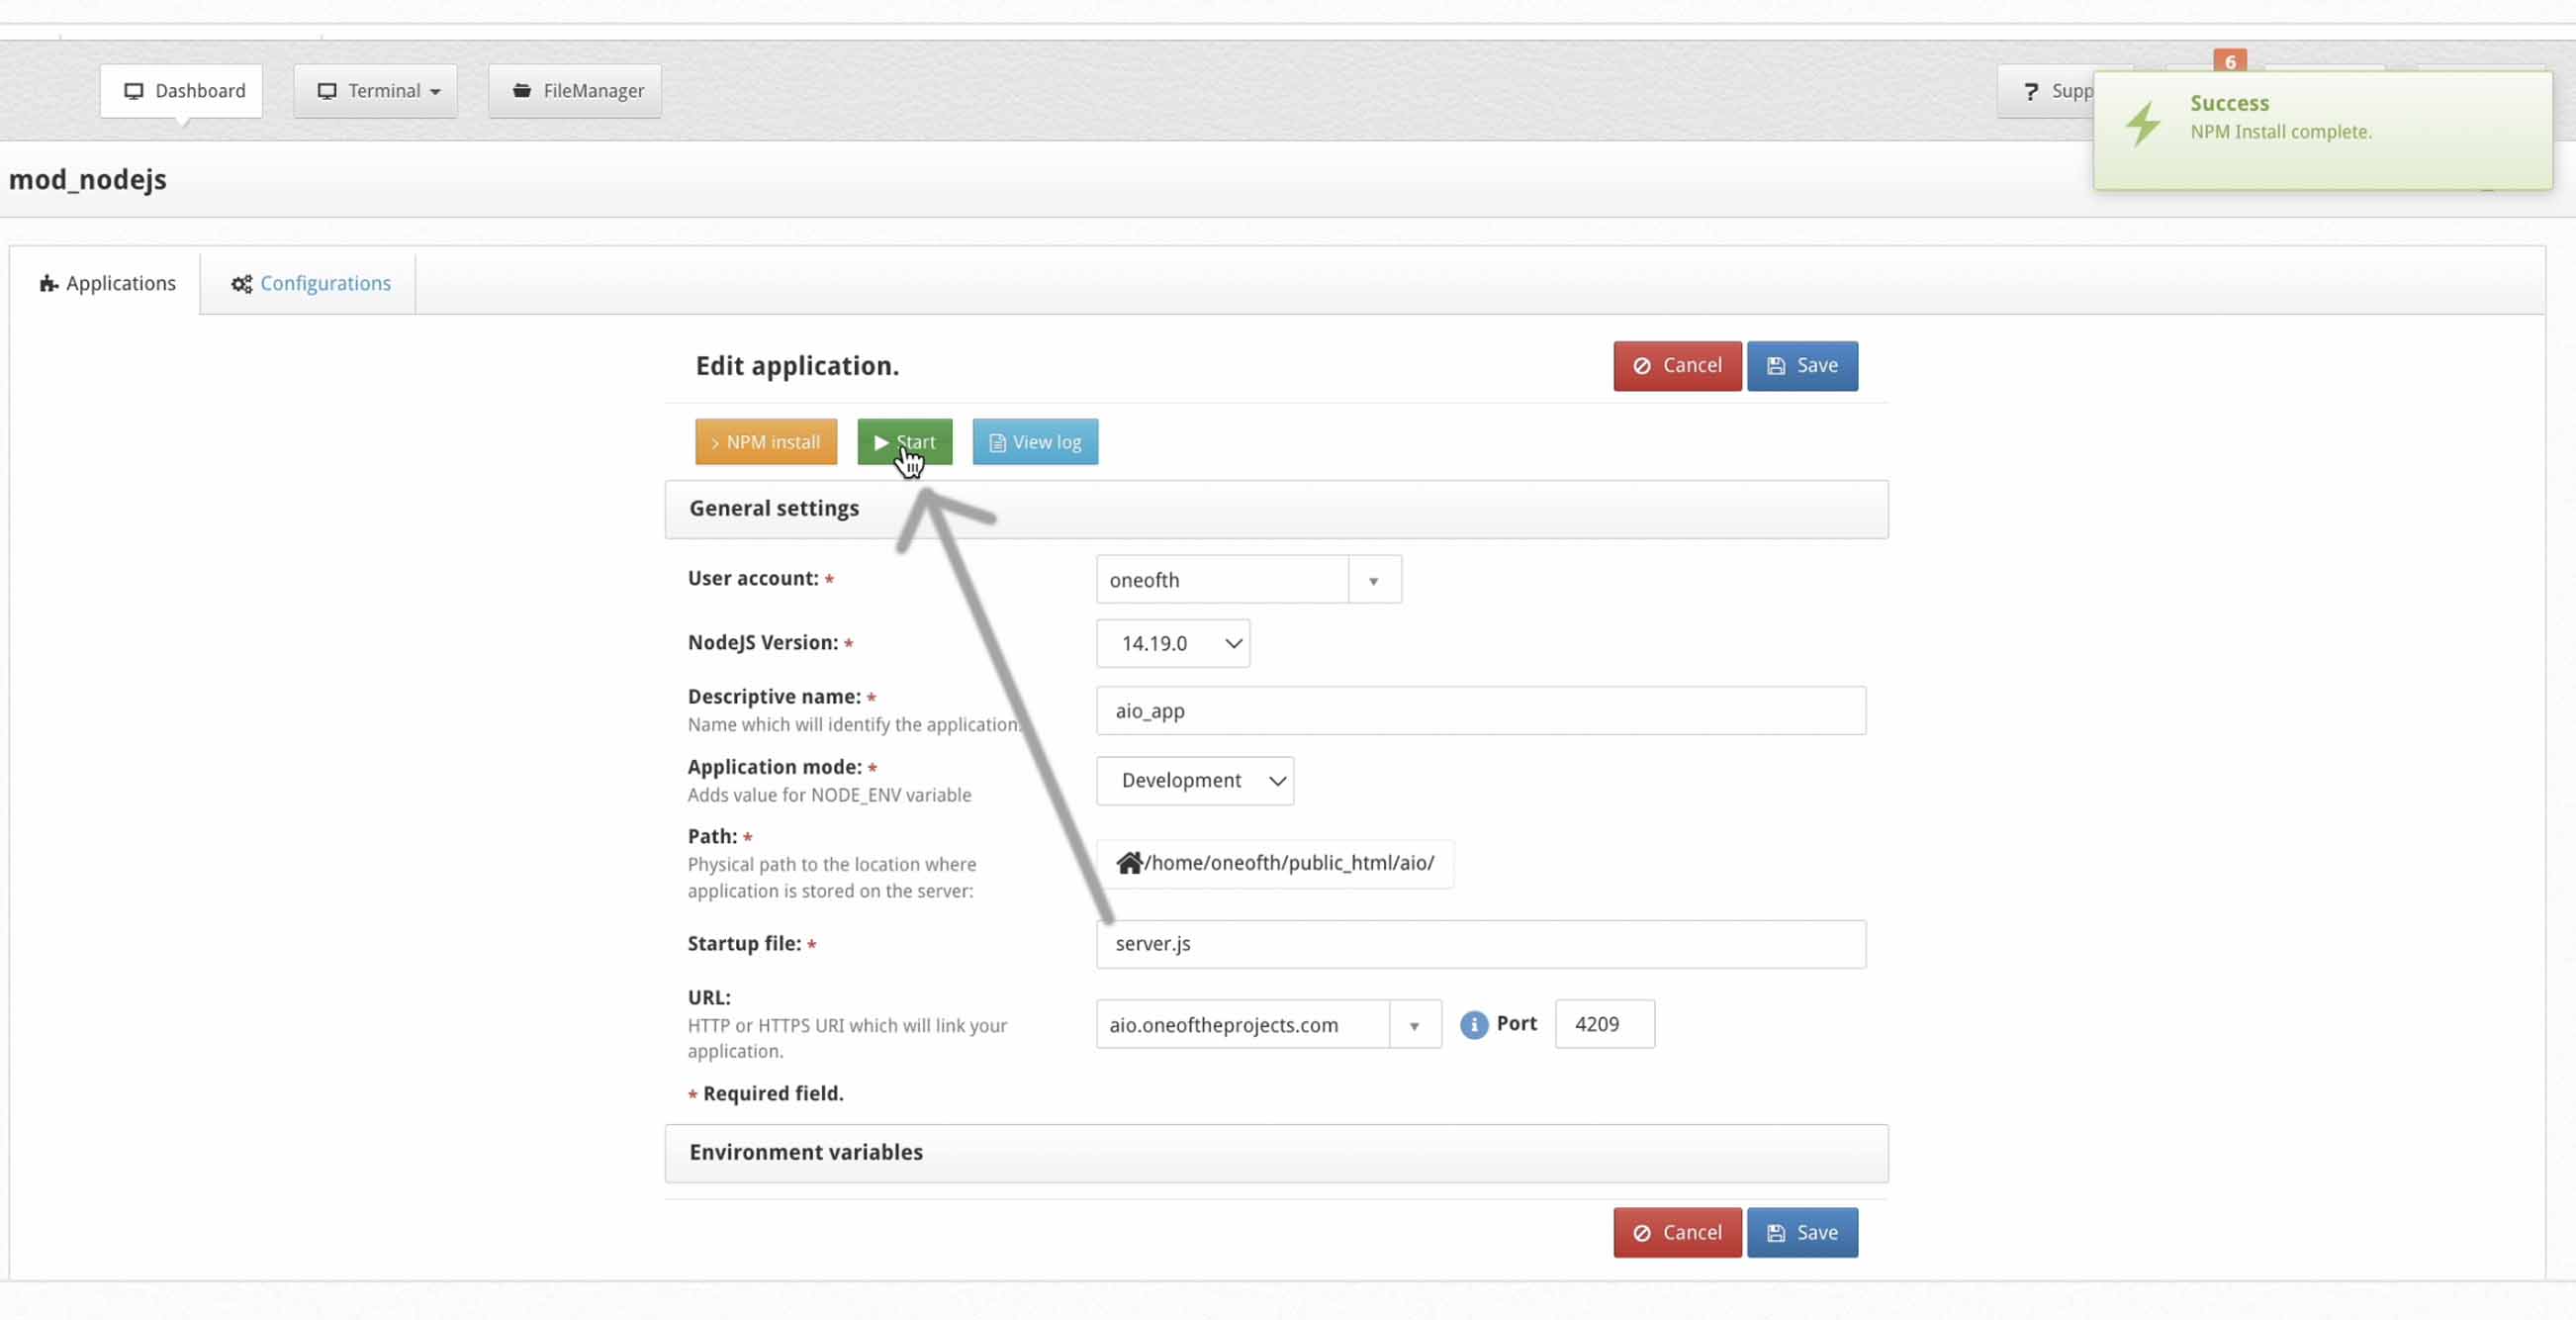 Dashboard
Terminal
FileManager
? Supp
6
Success
NPM Install complete.
mod_nodejs
Applications
Configurations
Edit application.
Cancel
Save
> NPM install
Start
View log
General settings
User account: *
oneofth
NodeJS Version: *
14.19.0
Descriptive name: *
Name which will identify the application.
aio_app
Application mode: *
Adds value for NODE_ENV variable
Development
Path: *
Physical path to the location where
application is stored on the server:
/home/oneofth/public_html/aio/
Startup file: *
server.js
URL:
HTTP or HTTPS URI which will link your
application.
aio.oneoftheprojects.com
i Port
4209
* Required field.
Environment variables
Cancel
Save